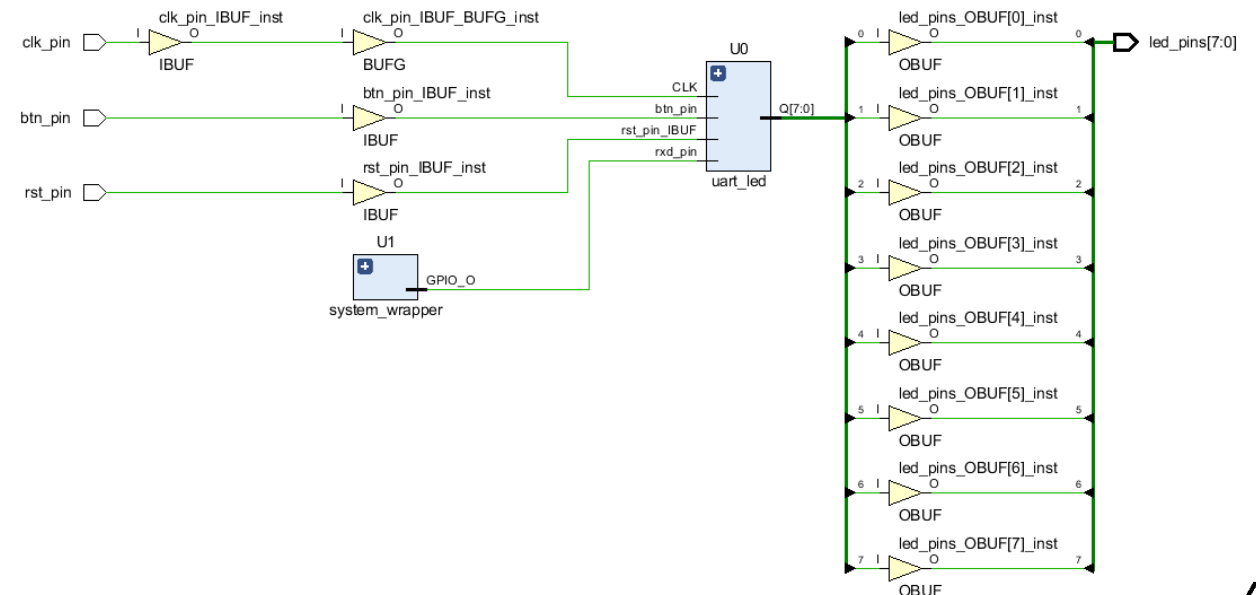 clk_pin_IBUF_inst
clk_pin_IBUF_BUFG_inst
led_pins_OBUF[0]_inst
clk_pin
I
O
I
O
0
I
O
0
led_pins[7:0]
IBUF
BUFG
U0
OBUF
CLK
btn_pin_IBUF_inst
led_pins_OBUF[1]_inst
btn_pin
I
O
btn_pin
Q[7:0]
1
I
O
1
IBUF
rst_pin_IBUF
OBUF
rxd_pin
rst_pin_IBUF_inst
led_pins_OBUF[2]_inst
uart_led
rst_pin
I
O
2
I
O
2
IBUF
OBUF
U1
led_pins_OBUF[3]_inst
3
I
O
3
GPIO_O
OBUF
system_wrapper
led_pins_OBUF[4]_inst
4
I
O
4
OBUF
led_pins_OBUF[5]_inst
5
I
O
5
OBUF
led_pins_OBUF[6]_inst
6
I
O
6
OBUF
led_pins_OBUF[7]_inst
7
I
O
7
OBUF